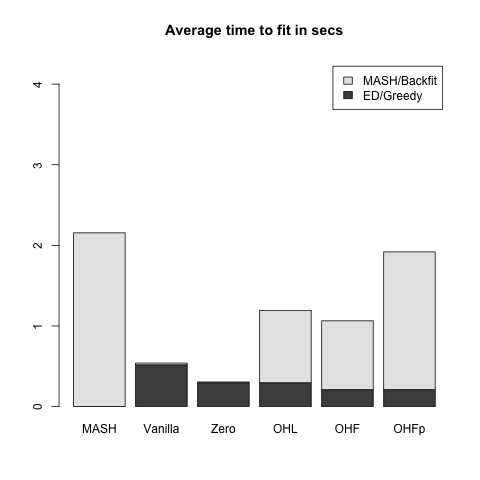 Average time to fit in secs
MASH/Backfit
ED/Greedy
4
3
2
1
0
MASH Vanilla Zero OHL OHF OHFp